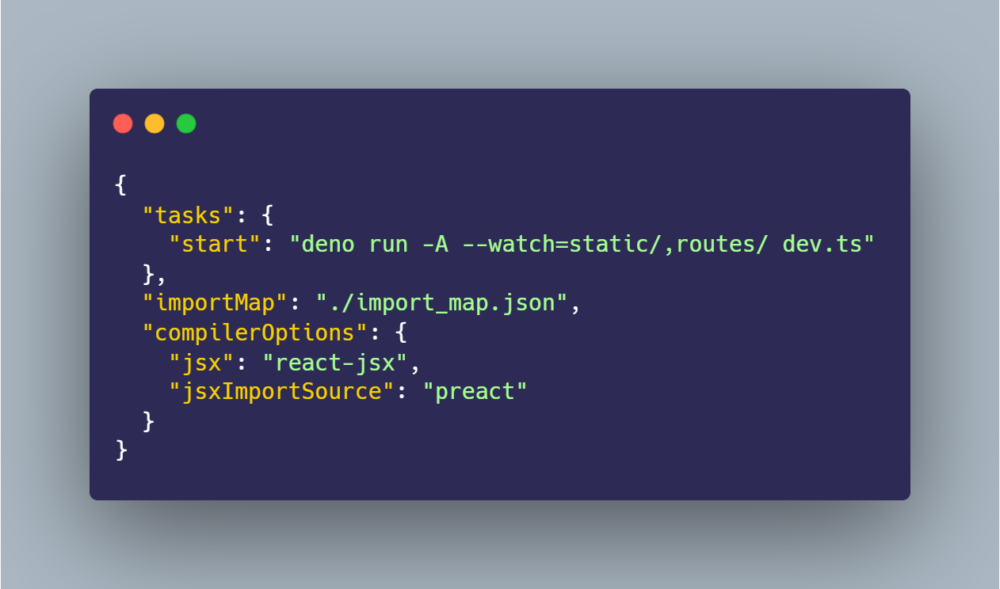 {
  "tasks": {
    "start": "deno run -A --watch=static/,routes/ dev.ts"
  },
  "importMap": "./import_map.json",
  "compilerOptions": {
    "jsx": "react-jsx",
    "jsxImportSource": "preact"
  }
}